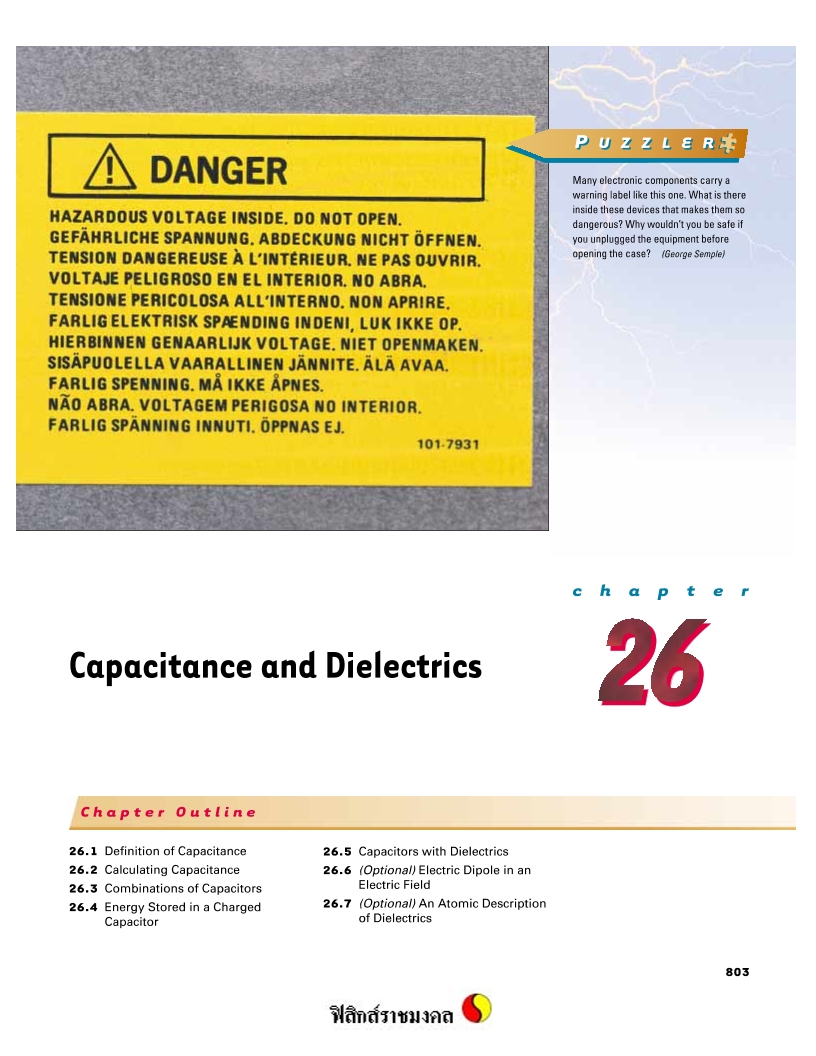 DANGER
HAZARDOUS VOLTAGE INSIDE. DO NOT OPEN.
GEFÄHRLICHE SPANNUNG. ABDECKUNG NICHT ÖFFNEN.
TENSION DANGEREUSE À L'INTÉRIEUR. NE PAS OUVRIR.
VOLTAJE PELIGROSO EN EL INTERIOR. NO ABRA.
TENSIONE PERICOLOSA ALL'INTERNO. NON APRIRE.
FARLIG ELEKTRISK SPÆNDING INDENI, LUK IKKE OP.
HIERBINNEN GENAARLIJK VOLTAGE. NIET OPENMAKEN.
SISÄPUOLELLA VAARALLINEN JÄNNITE. ÄLÄ AVAA.
FARLIG SPENNING. MÅ IKKE ÅPNES.
NÃO ABRA. VOLTAGEM PERIGOSA NO INTERIOR.
FARLIG SPÄNNING INNUTI. ÖPPNAS EJ.
101-7931
PUZZLER
Many electronic components carry a
warning label like this one. What is there
inside these devices that makes them so
dangerous? Why wouldn't you be safe if
you unplugged the equipment before
opening the case? (George Semple)
chapter
26
Capacitance and Dielectrics
Chapter Outline
26.1 Definition of Capacitance
26.2 Calculating Capacitance
26.3 Combinations of Capacitors
26.4 Energy Stored in a Charged
Capacitor
26.5 Capacitors with Dielectrics
26.6 (Optional) Electric Dipole in an
Electric Field
26.7 (Optional) An Atomic Description
of Dielectrics
803
ฟิสิกส์ราชมงคล